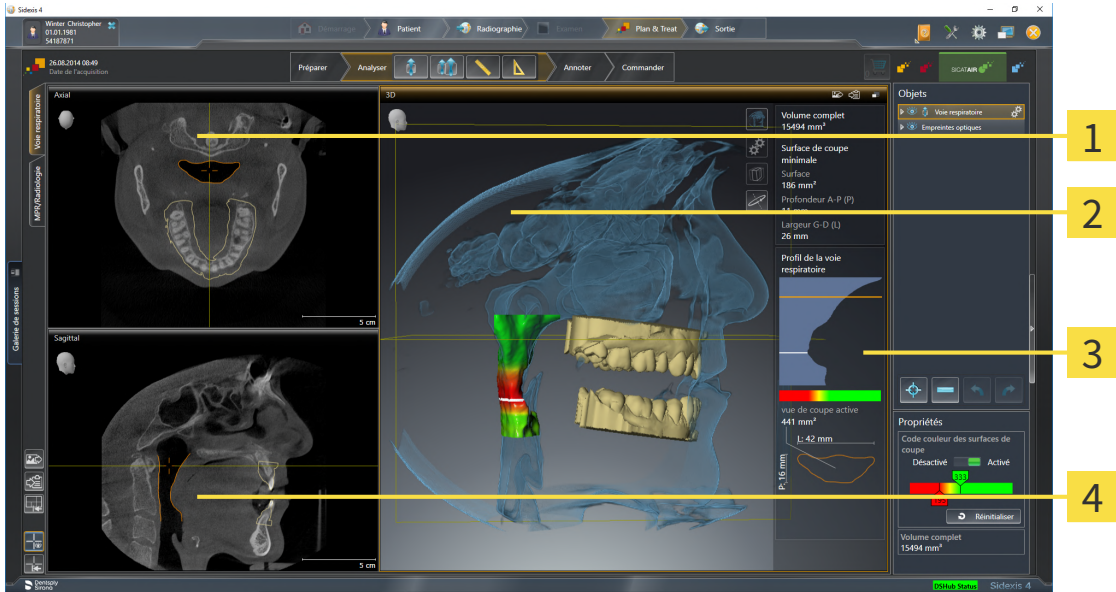 Sidexis 4
Winter Christopher
01.01.1981
54187871
Démarrage
Patient
Radiographie
Examen
Plan & Treat
Sortie
26.08.2014 08:49
Date de l'acquisition
Préparer
Analyser
Annoter
Commander
SICAT AIR
Voie respiratoire
MPR/Radiologie
Galerie de sessions
Axial
5 cm
Sagittal
5 cm
3D
Volume complet
15494 mm³
Surface de coupe
minimale
Surface
186 mm²
Profondeur A-P (P)
Largeur G-D (L)
26 mm
Profil de la voie
respiratoire
vue de coupe active
441 mm²
L: 42 mm
P: 16 mm
Objets
Voie respiratoire
Empreintes optiques
Propriétés
Code couleur des surfaces de
coupe
Désactivé
Activé
333
Réinitialiser
Volume complet
15494 mm³
Dentsply
Sirona
DSHub Status
Sidexis 4
1
2
3
4